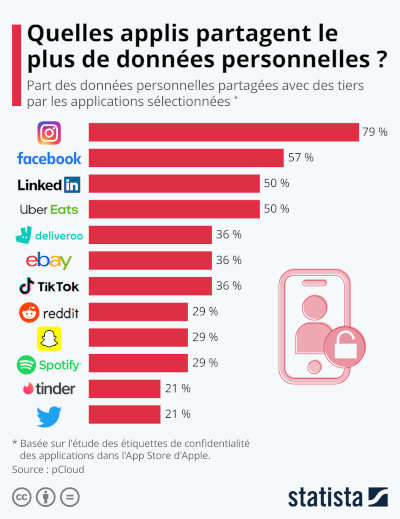 Quelles applis partagent le
plus de données personnelles ?
Part des données personnelles partagées avec des tiers
par les applications sélectionnées *
79 %
facebook 57 %
LinkedIn 50 %
Uber Eats 50 %
deliveroo 36 %
ebay 36 %
TikTok 36 %
reddit 29 %
29 %
Spotify 29 %
tinder 21 %
21 %
* Basée sur l'étude des étiquettes de confidentialité
des applications dans l'App Store d'Apple.
Source : pCloud
cc
statista